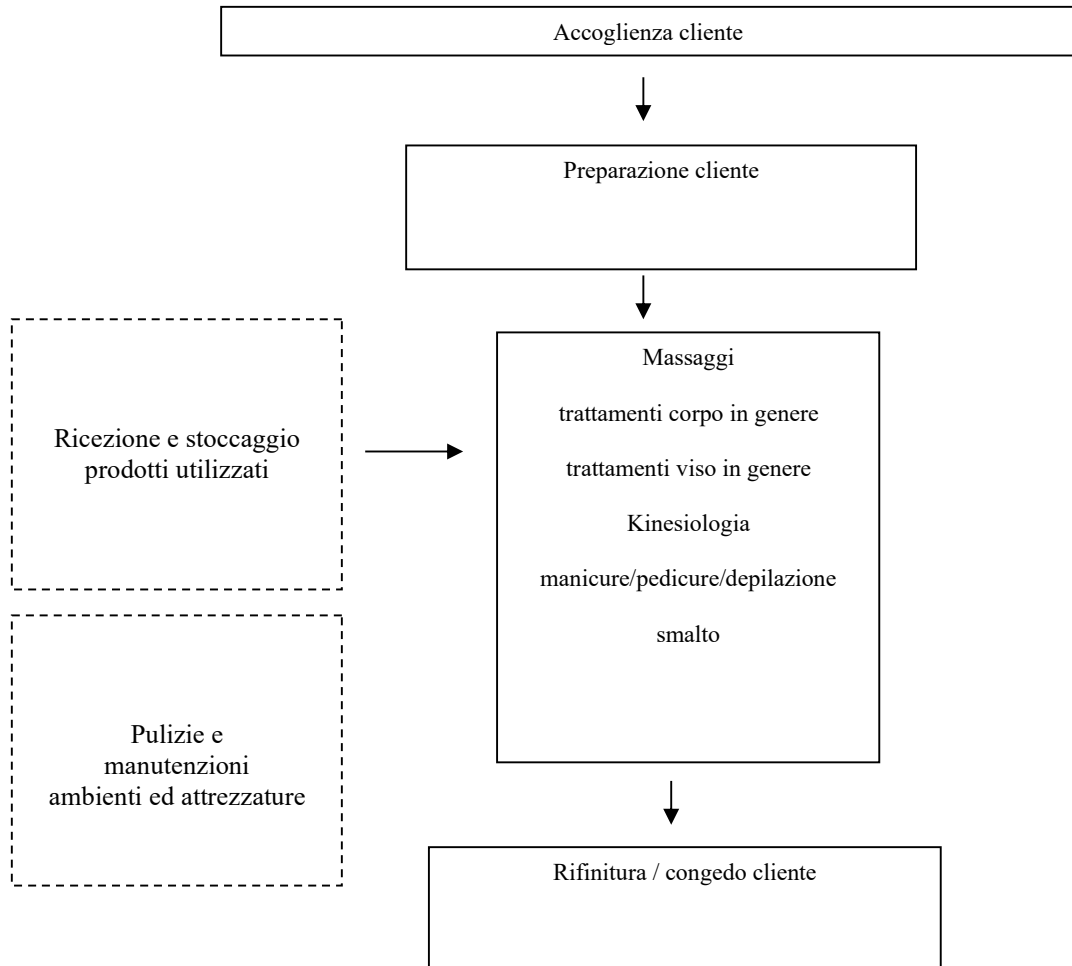 Accoglienza cliente
Preparazione cliente
Ricezione e stoccaggio
prodotti utilizzati
Massaggi
trattamenti corpo in genere
trattamenti viso in genere
Kinesiologia
manicure/pedicure/depilazione
smalto
Pulizie e
manutenzioni
ambienti ed attrezzature
Rifinitura / congedo cliente